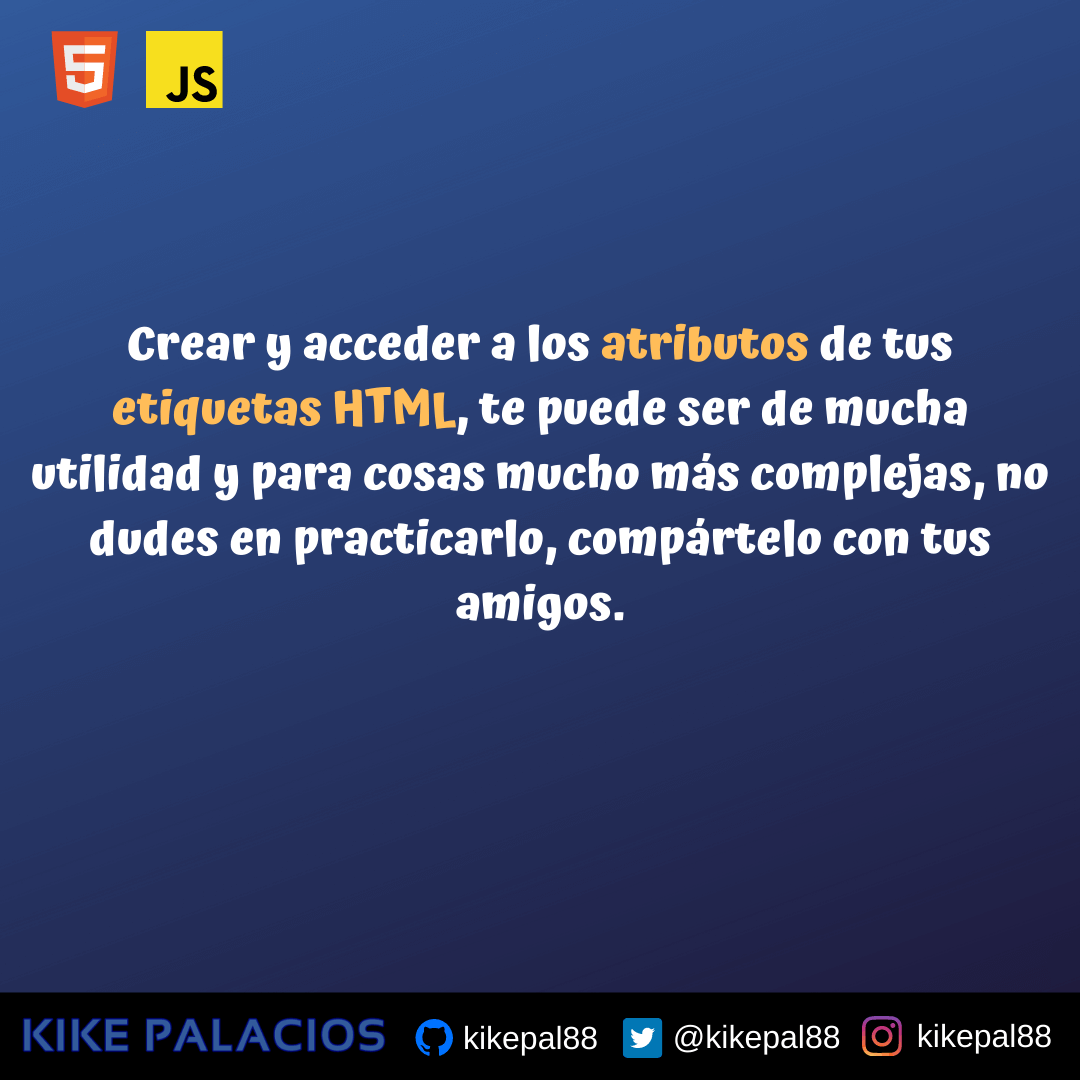 5
JS
Crear y acceder a los atributos de tus
etiquetas HTML, te puede ser de mucha
utilidad y para cosas mucho más complejas, no
dudes en practicarlo, compártelo con tus
amigos.
KIKE PALACIOS kikepal88 @kikepal88 kikepal88